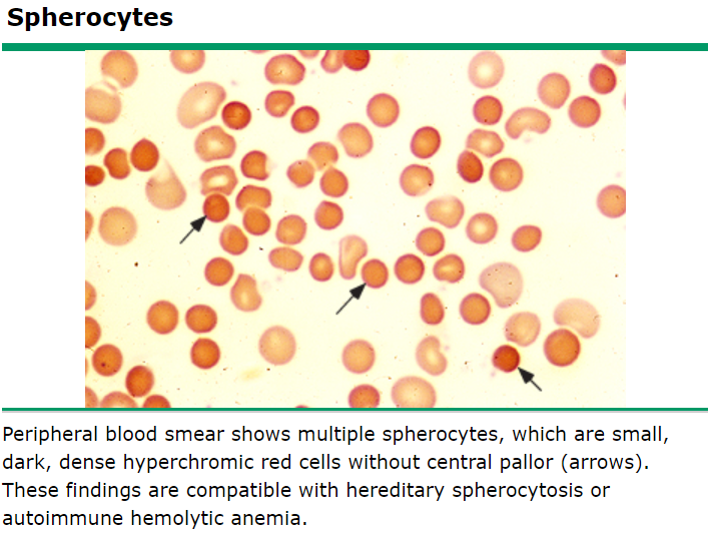 Spherocytes
Peripheral blood smear shows multiple spherocytes, which are small,
dark, dense hyperchromic red cells without central pallor (arrows).
These findings are compatible with hereditary spherocytosis or
autoimmune hemolytic anemia.